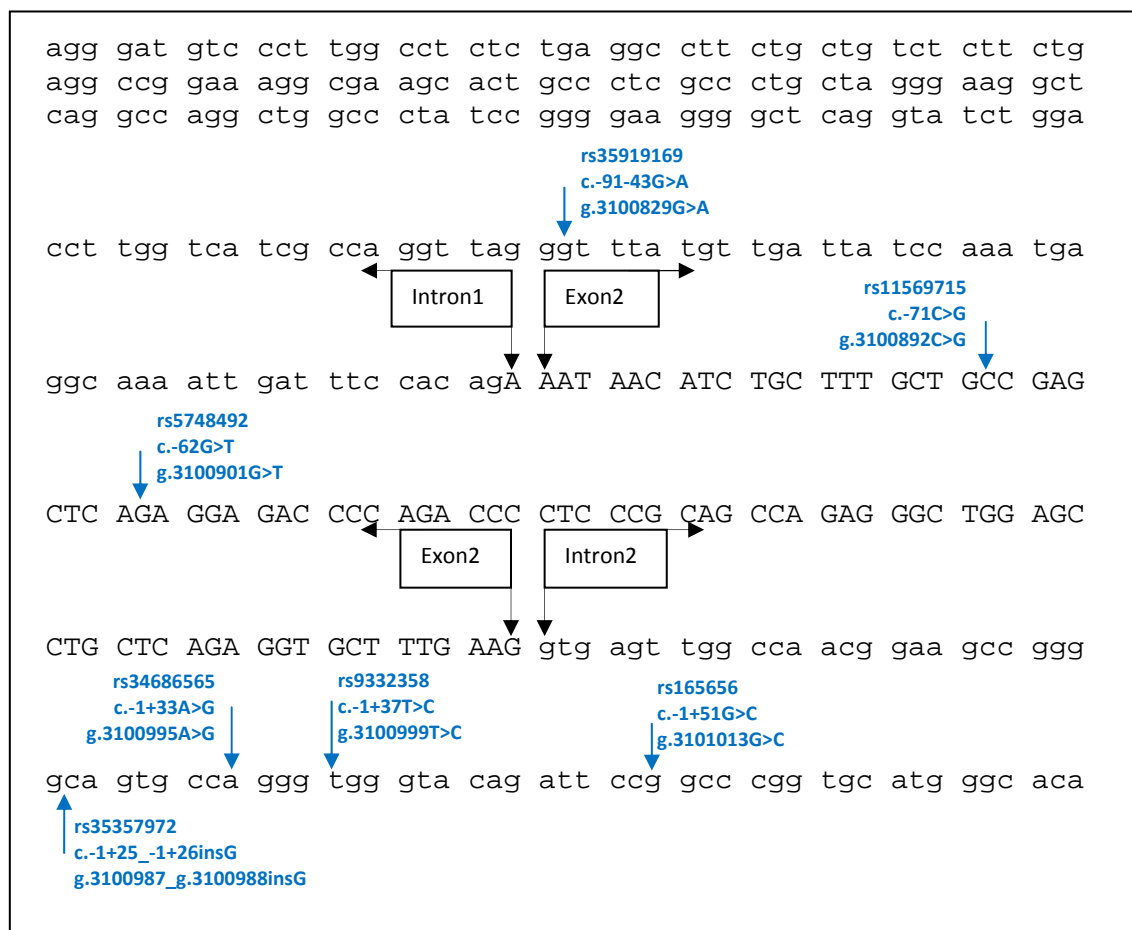 agg gat gtc cct tgg cct ctc tga ggc ctt ctg ctg tct ctt ctg
agg ccg gaa agg cga agc act gcc ctc gcc ctg cta ggg aag gct
cag gcc agg ctg gcc cta tcc ggg gaa ggg gct cag gta tct gga
rs35919169
c.-91-43G>A
g.3100829G>A
cct tgg tca tcg cca ggt tag ggt tta tgt tga tta tcc aaa tga
Intron1
Exon2
rs11569715
c.-71C>G
g.3100892C>G
ggc aaa att gat ttc cac agA AAT AAC ATC TGC TTT GCT GCC GAG
rs5748492
c.-62G>T
g.3100901G>T
CTC AGA GGA GAC CCC AGA CCC CTC CCG CAG CCA GAG GGC TGG AGC
Exon2
Intron2
CTG CTC AGA GGT GCT TTG AAG gtg agt tgg cca acg gaa gcc ggg
rs34686565
c.-1+33A>G
g.3100995A>G
rs9332358
c.-1+37T>C
g.3100999T>C
rs165656
c.-1+51G>C
g.3101013G>C
gca gtg cca ggg tgg gta cag att ccg gcc cgg tgc atg ggc aca
rs35357972
c.-1+25_-1+26insG
g.3100987_g.3100988insG